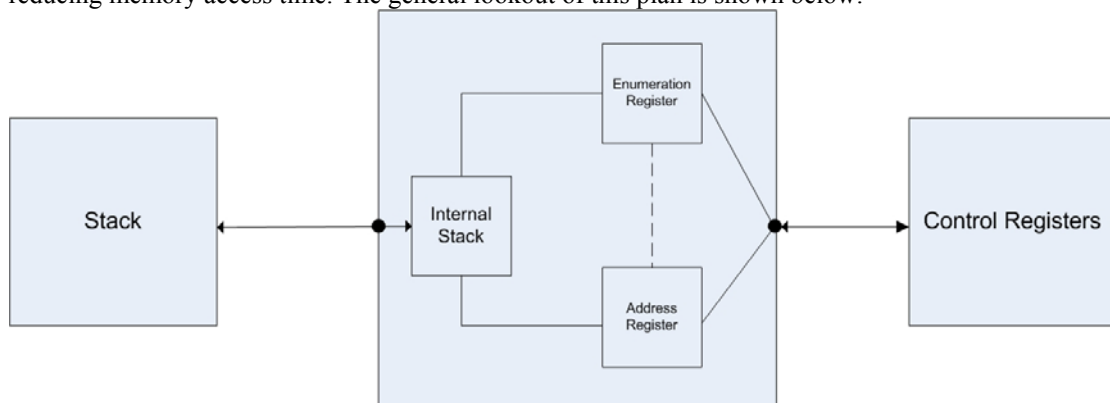 reducing memory access time. The general lookout of this plan is shown below.
Enumeration
Register
Stack
Internal
Stack
Control Registers
Address
Register